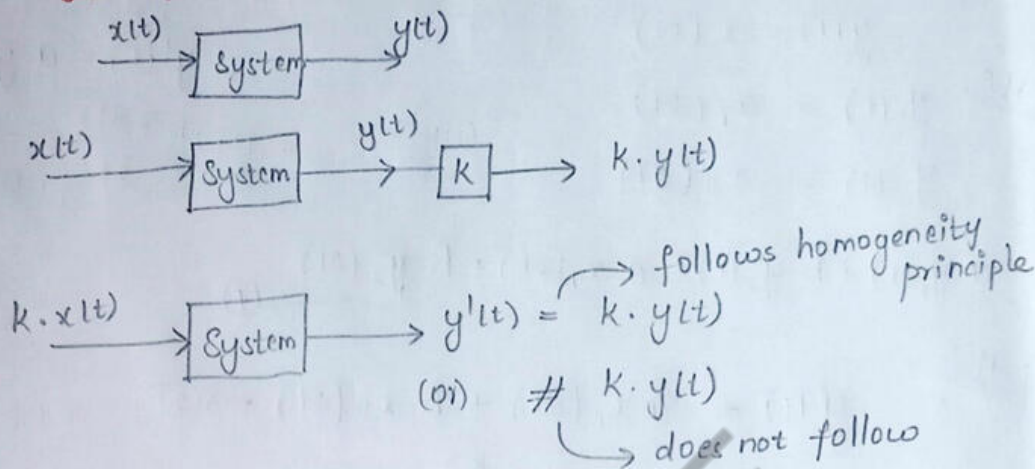 x(t) System y(t)
x(t) System y(t) K K. y(t)
follows homogeneity
principle
K. x(t) System y'(t) = K. y(t)
(or) ≠ K. y(t)
does not follow